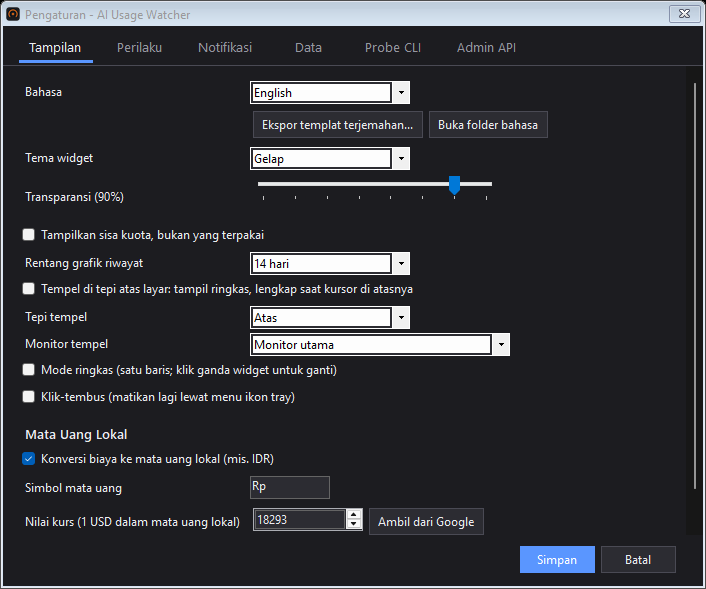 Pengaturan - AI Usage Watcher
Tampilan Perilaku Notifikasi Data Probe CLI Admin API
Bahasa English
Ekspor templat terjemahan... Buka folder bahasa
Tema widget Gelap
Transparansi (90%)
Tampilkan sisa kuota, bukan yang terpakai
Rentang grafik riwayat 14 hari
Tempel di tepi atas layar: tampil ringkas, lengkap saat kursor di atasnya
Tepi tempel Atas
Monitor tempel Monitor utama
Mode ringkas (satu baris; klik ganda widget untuk ganti)
Klik-tembus (matikan lagi lewat menu ikon tray)
Mata Uang Lokal
Konversi biaya ke mata uang lokal (mis. IDR)
Simbol mata uang Rp
Nilai kurs (1 USD dalam mata uang lokal) 18293 Ambil dari Google
Simpan Batal